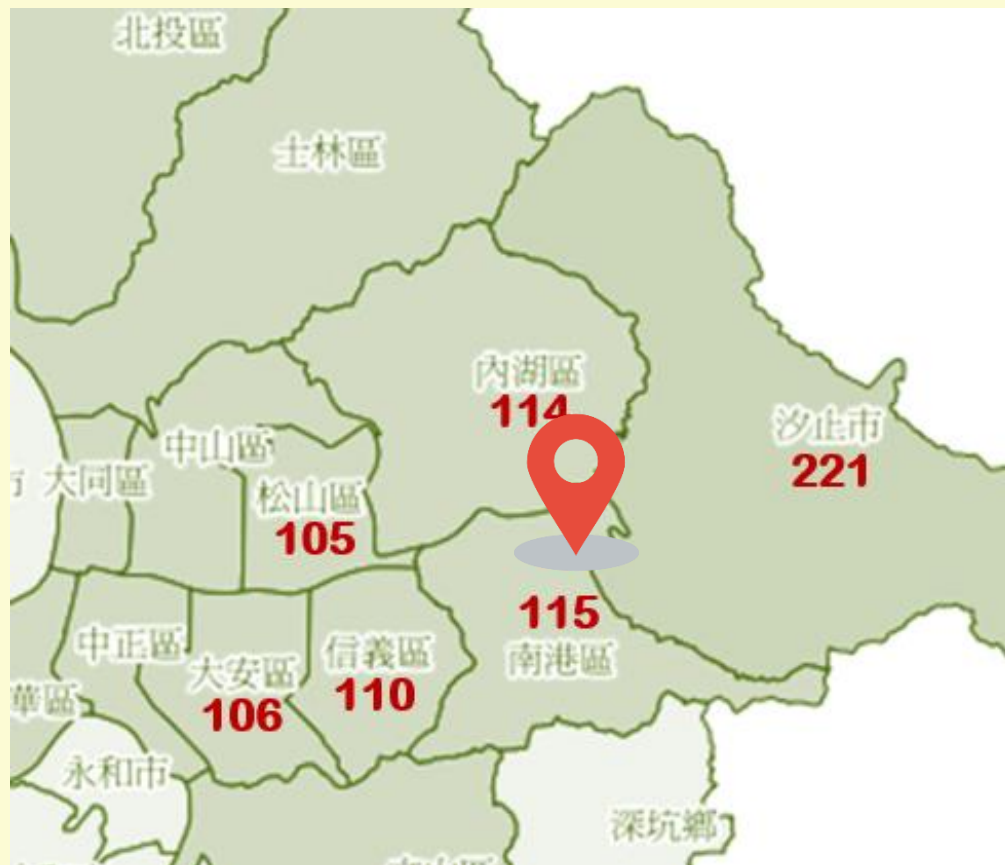 北投區
士林區
內湖區
114
汐止市
221
中山區
大同區
市
松山區
105
115
南港區
中正區
大安區
106
信義區
110
華區
永和市
深坑鄉